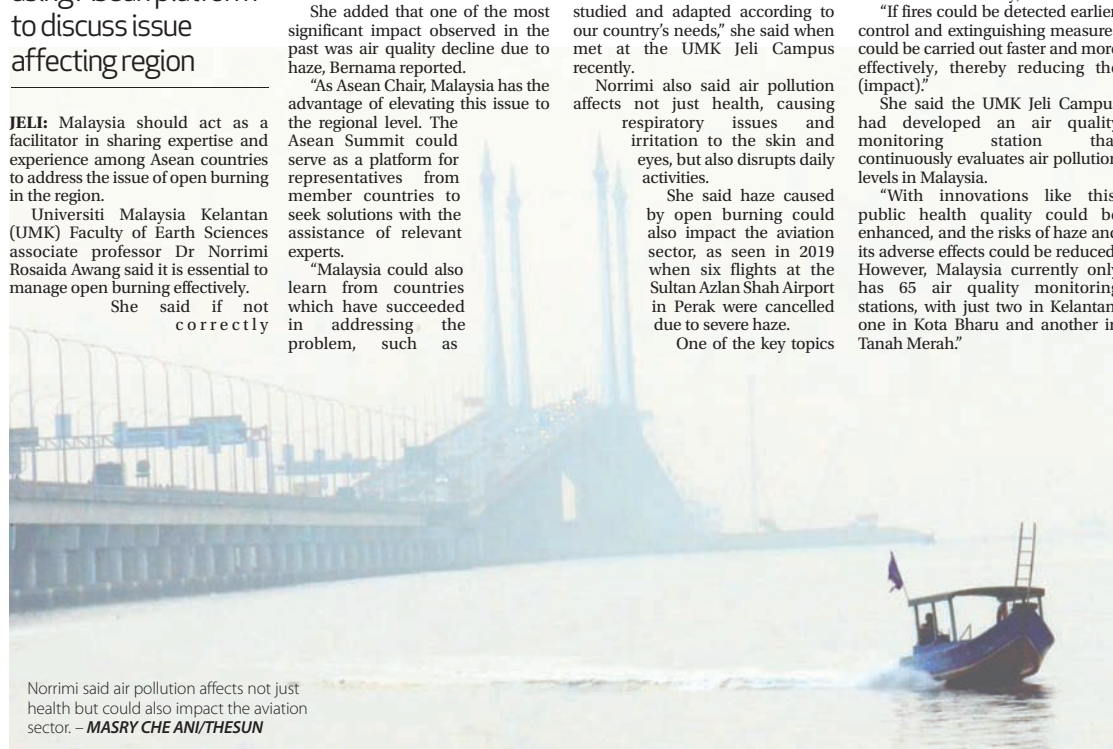 using Asean platform
to discuss issue
affecting region
JELI: Malaysia should act as a
facilitator in sharing expertise and
experience among Asean countries
to address the issue of open burning
in the region.
Universiti Malaysia Kelantan
(UMK) Faculty of Earth Sciences
associate professor Dr Norrimi
Rosaida Awang said it is essential to
manage open burning effectively.
She said if not
correctly
She added that one of the most
significant impact observed in the
past was air quality decline due to
haze, Bernama reported.
“As Asean Chair, Malaysia has the
advantage of elevating this issue to
the regional level. The
Asean Summit could
serve as a platform for
representatives from
member countries to
seek solutions with the
assistance of relevant
experts.
“Malaysia could also
learn from countries
which have succeeded
in addressing the
problem, such as
studied and adapted according to
our country’s needs,” she said when
met at the UMK Jeli Campus
recently.
Norrimi also said air pollution
affects not just health, causing
respiratory issues and
irritation to the skin and
eyes, but also disrupts daily
activities.
She said haze caused
by open burning could
also impact the aviation
sector, as seen in 2019
when six flights at the
Sultan Azlan Shah Airport
in Perak were cancelled
due to severe haze.
One of the key topics
“If fires could be detected earlier
control and extinguishing measure
could be carried out faster and more
effectively, thereby reducing the
(impact).”
She said the UMK Jeli Campu
had developed an air quality
monitoring station tha
continuously evaluates air pollution
levels in Malaysia.
“With innovations like this
public health quality could be
enhanced, and the risks of haze and
its adverse effects could be reduced
However, Malaysia currently only
has 65 air quality monitoring
stations, with just two in Kelantan
one in Kota Bharu and another in
Tanah Merah.”
Norrimi said air pollution affects not just
health but could also impact the aviation
sector. – MASRY CHE ANI/THESUN